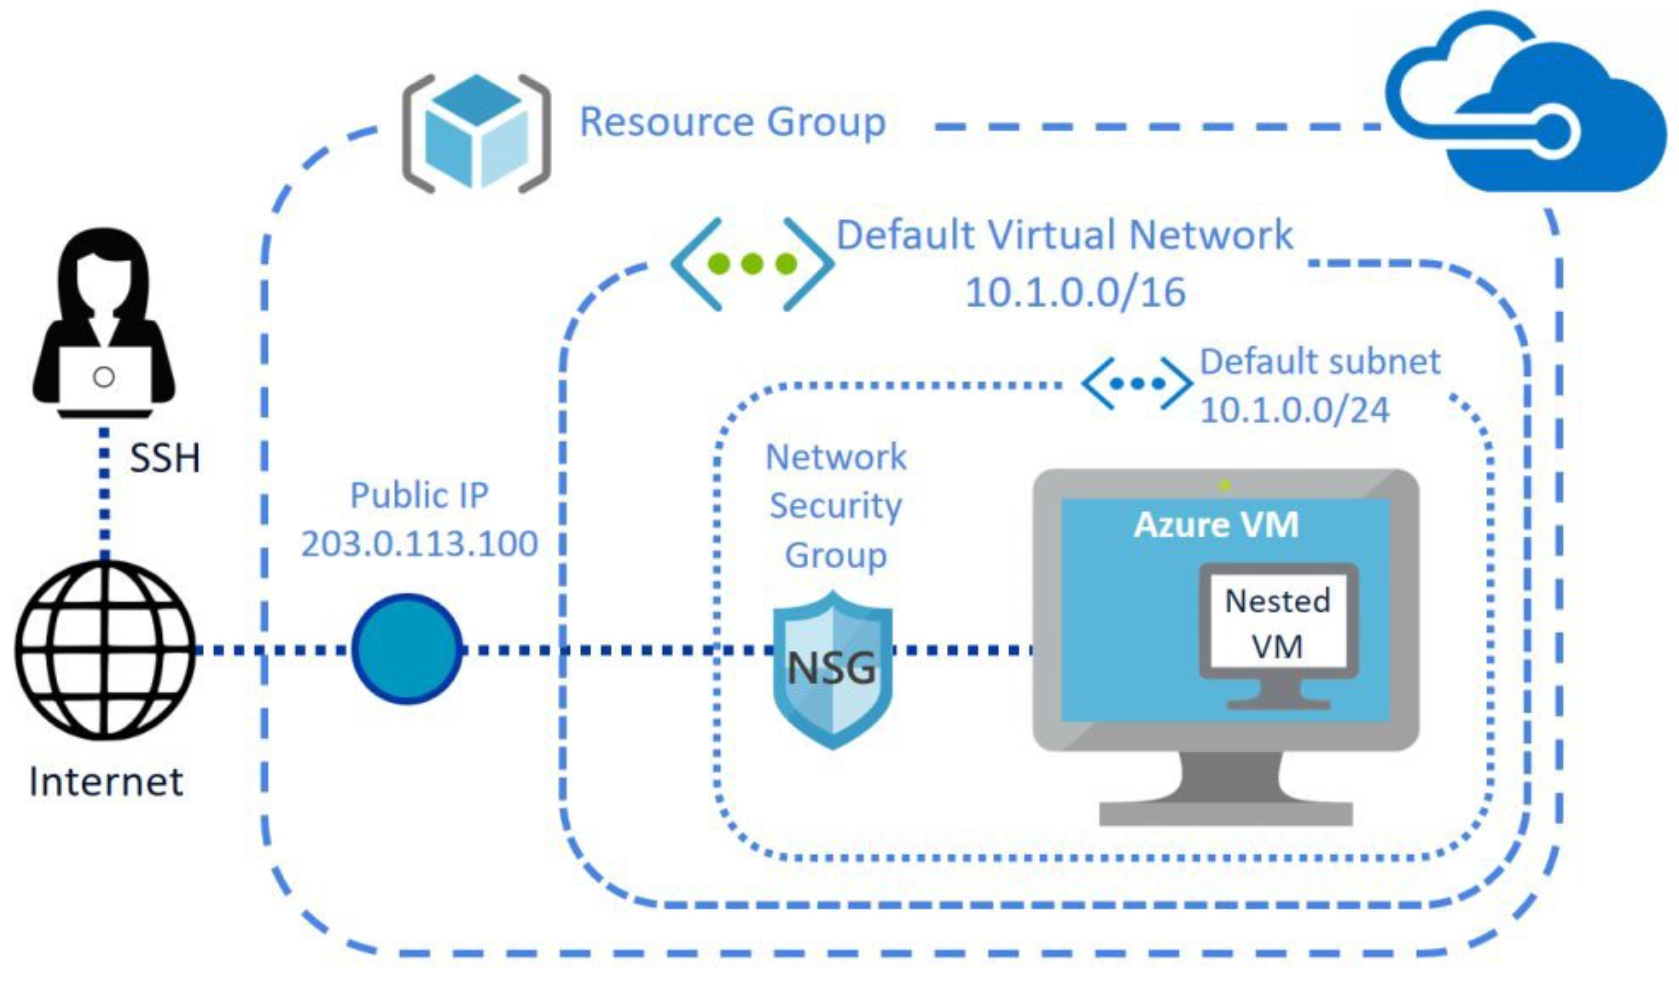 Resource Group
Default Virtual Network
10.1.0.0/16
Default subnet
10.1.0.0/24
SSH
Network
Security
Group
Public IP
203.0.113.100
Azure VM
Nested
VM
NSG
Internet